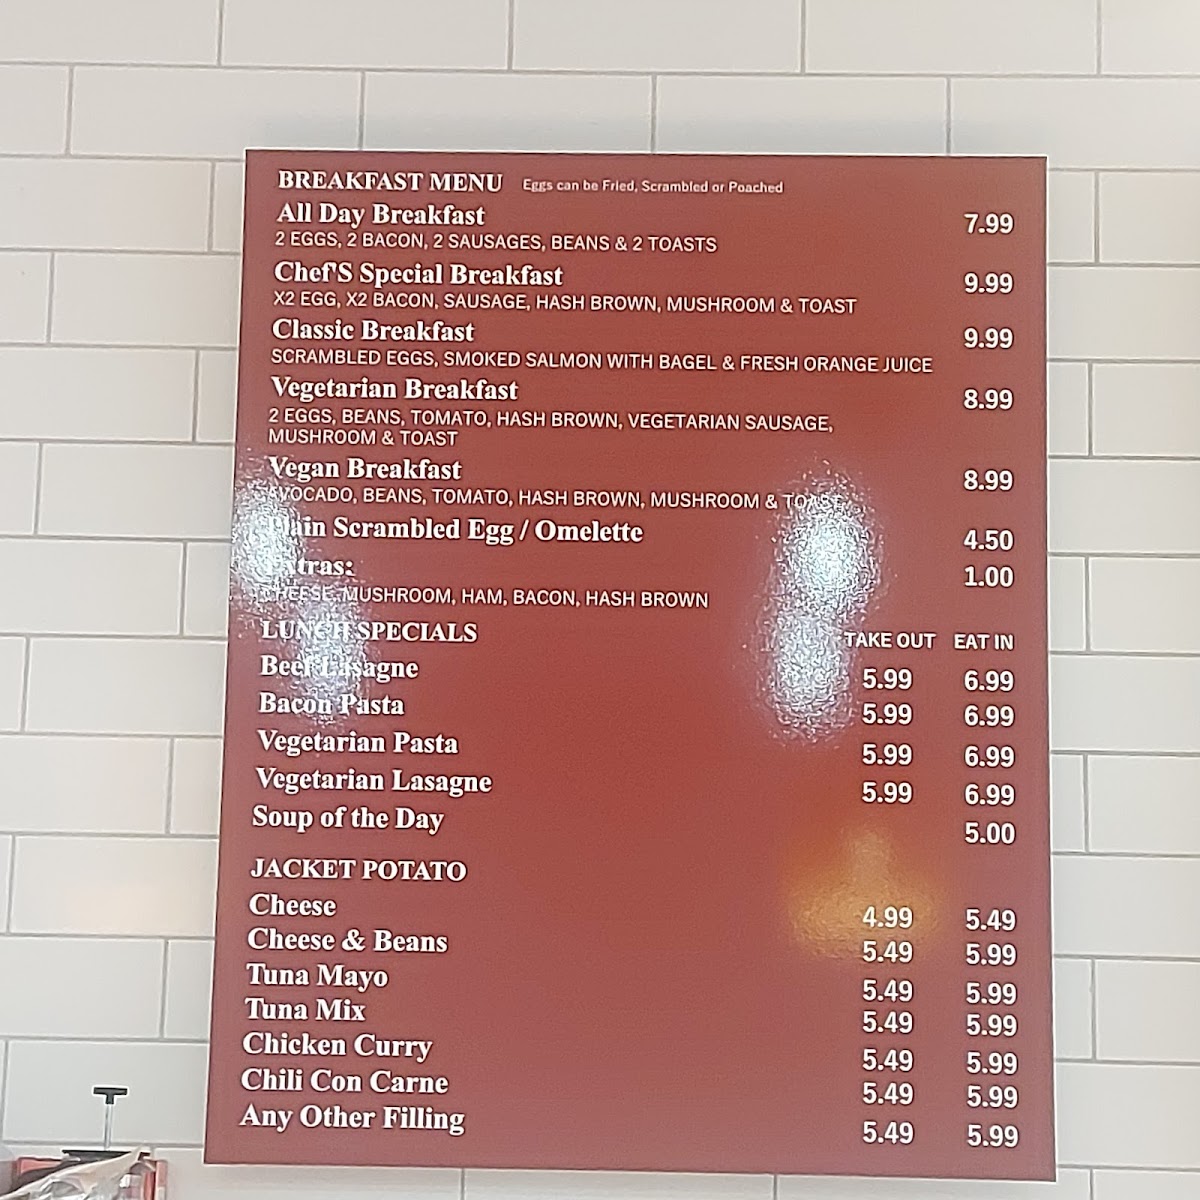 BREAKFAST MENU Eggs can be Fried, Scrambled or Poached
All Day Breakfast 7.99
2 EGGS, 2 BACON, 2 SAUSAGES, BEANS & 2 TOASTS
Chef'S Special Breakfast 9.99
X2 EGG, X2 BACON, SAUSAGE, HASH BROWN, MUSHROOM & TOAST
Classic Breakfast 9.99
SCRAMBLED EGGS, SMOKED SALMON WITH BAGEL & FRESH ORANGE JUICE
Vegetarian Breakfast 8.99
2 EGGS, BEANS, TOMATO, HASH BROWN, VEGETARIAN SAUSAGE,
MUSHROOM & TOAST
Vegan Breakfast 8.99
AVOCADO, BEANS, TOMATO, HASH BROWN, MUSHROOM & TOAST
Plain Scrambled Egg / Omelette 4.50
Extras: 1.00
CHEESE, MUSHROOM, HAM, BACON, HASH BROWN
LUNCH SPECIALS TAKE OUT EAT IN
Beef Lasagne 5.99 6.99
Bacon Pasta 5.99 6.99
Vegetarian Pasta 5.99 6.99
Vegetarian Lasagne 5.99 6.99
Soup of the Day 5.00
JACKET POTATO
Cheese 4.99 5.49
Cheese & Beans 5.49 5.99
Tuna Mayo 5.49 5.99
Tuna Mix 5.49 5.99
Chicken Curry 5.49 5.99
Chili Con Carne 5.49 5.99
Any Other Filling 5.49 5.99